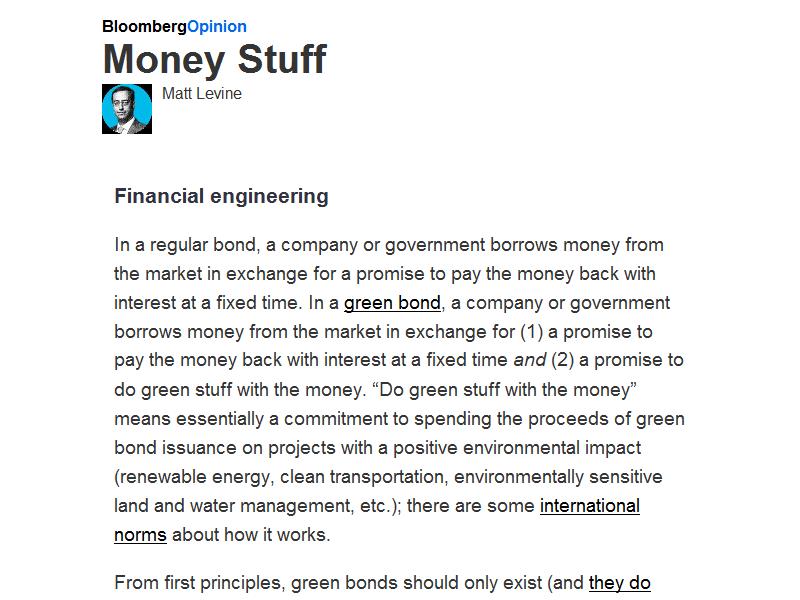 BloombergOpinion
Money Stuff
Matt Levine
Financial engineering
In a regular bond, a company or government borrows money from
the market in exchange for a promise to pay the money back with
interest at a fixed time. In a green bond, a company or government
borrows money from the market in exchange for (1) a promise to
pay the money back with interest at a fixed time and (2) a promise to
do green stuff with the money. “Do green stuff with the money”
means essentially a commitment to spending the proceeds of green
bond issuance on projects with a positive environmental impact
(renewable energy, clean transportation, environmentally sensitive
land and water management, etc.); there are some international
norms about how it works.
From first principles, green bonds should only exist (and they do